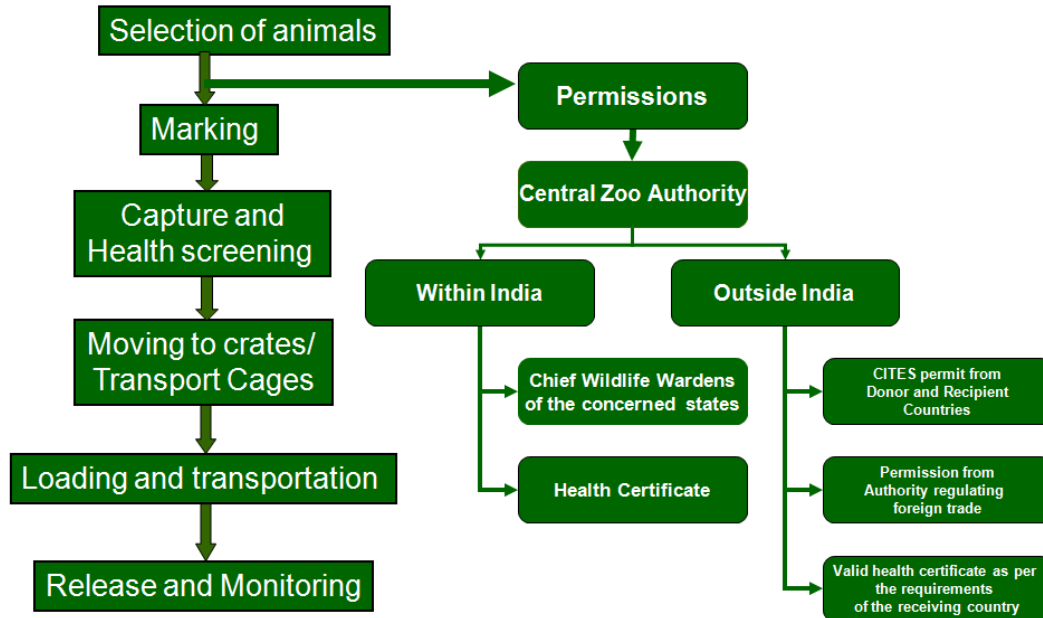 Selection of animals
Marking
Capture and
Health screening
Moving to crates/
Transport Cages
Loading and transportation
Release and Monitoring
Permissions
Central Zoo Authority
Within India
Chief Wildlife Wardens
of the concerned states
Health Certificate
Outside India
CITES permit from
Donor and Recipient
Countries
Permission from
Authority regulating
foreign trade
Valid health certificate as per
the requirements
of the receiving country